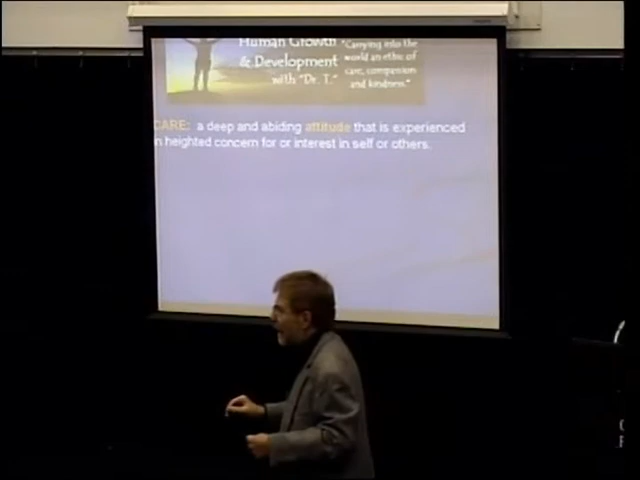 Human Growth
& Development
with "Dr. T."
"Carrying into the
world an ethic of
care, compassion
and kindness"
CARE: a deep and abiding attitude that is experienced
in heighted concern for or interest in self or others.